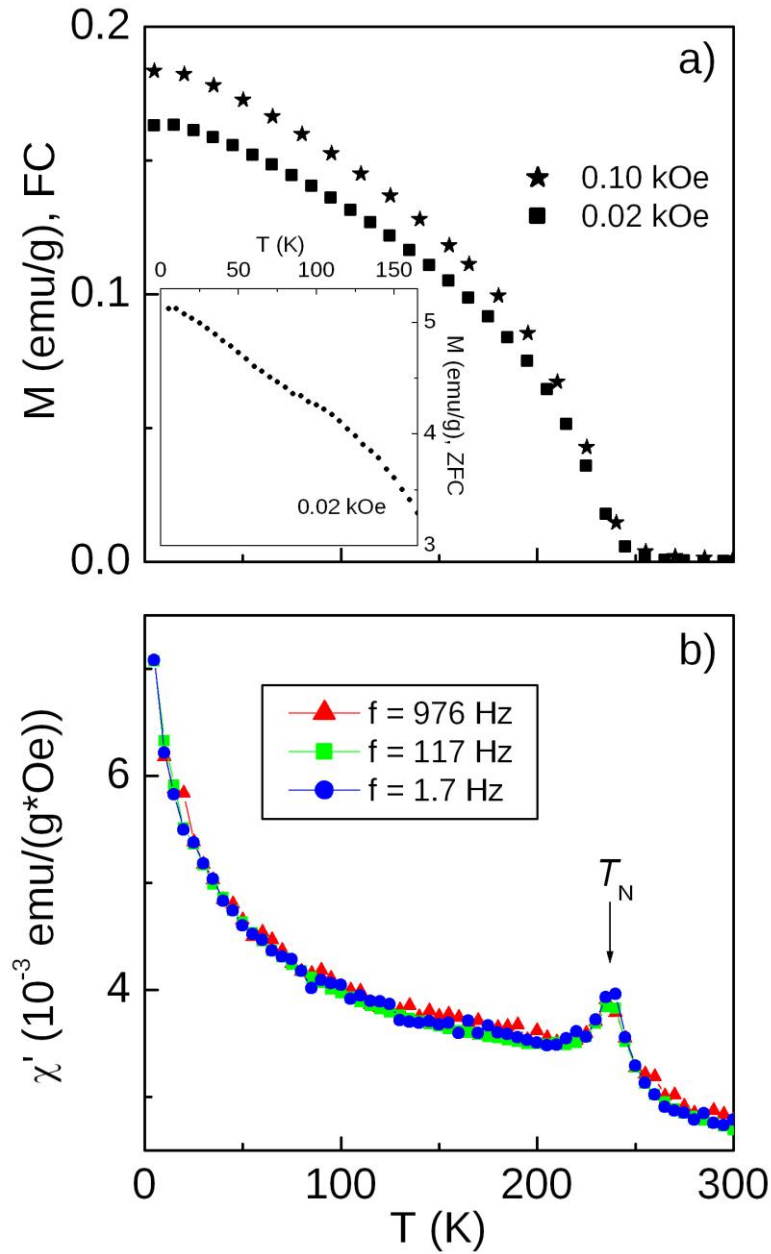 0.2
a)
M (emu/g), FC
0.10 kOe
0.02 kOe
T (K)
0 50 100 150
0.1
5
4
3
M (emu/g), ZFC
0.02 kOe
0.0
b)
χ' (10⁻³ emu/(g*Oe))
f = 976 Hz
f = 117 Hz
f = 1.7 Hz
6
T_N
4
0 100 200 300
T (K)